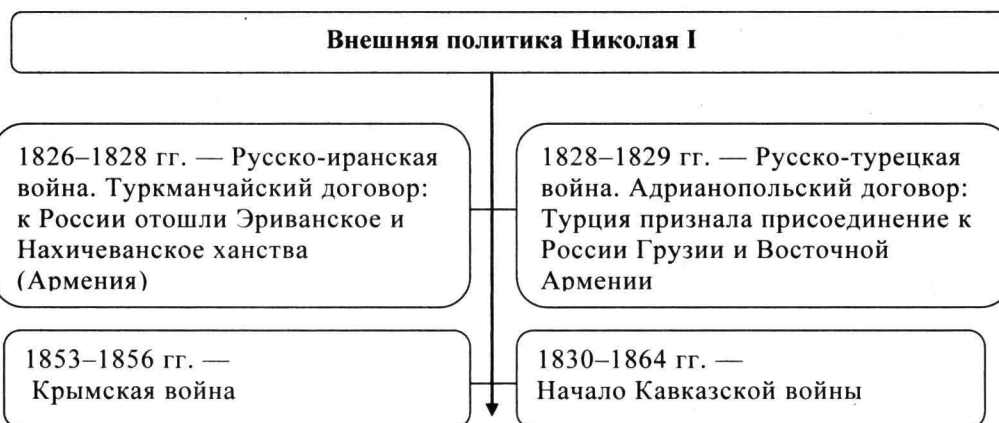 Внешняя политика Николая I
1826–1828 гг. — Русско-иранская
война. Туркманчайский договор:
к России отошли Эриванское и
Нахичеванское ханства
(Армения)
1828–1829 гг. — Русско-турецкая
война. Адрианопольский договор:
Турция признала присоединение к
России Грузии и Восточной
Армении
1853–1856 гг. —
Крымская война
1830–1864 гг. —
Начало Кавказской войны